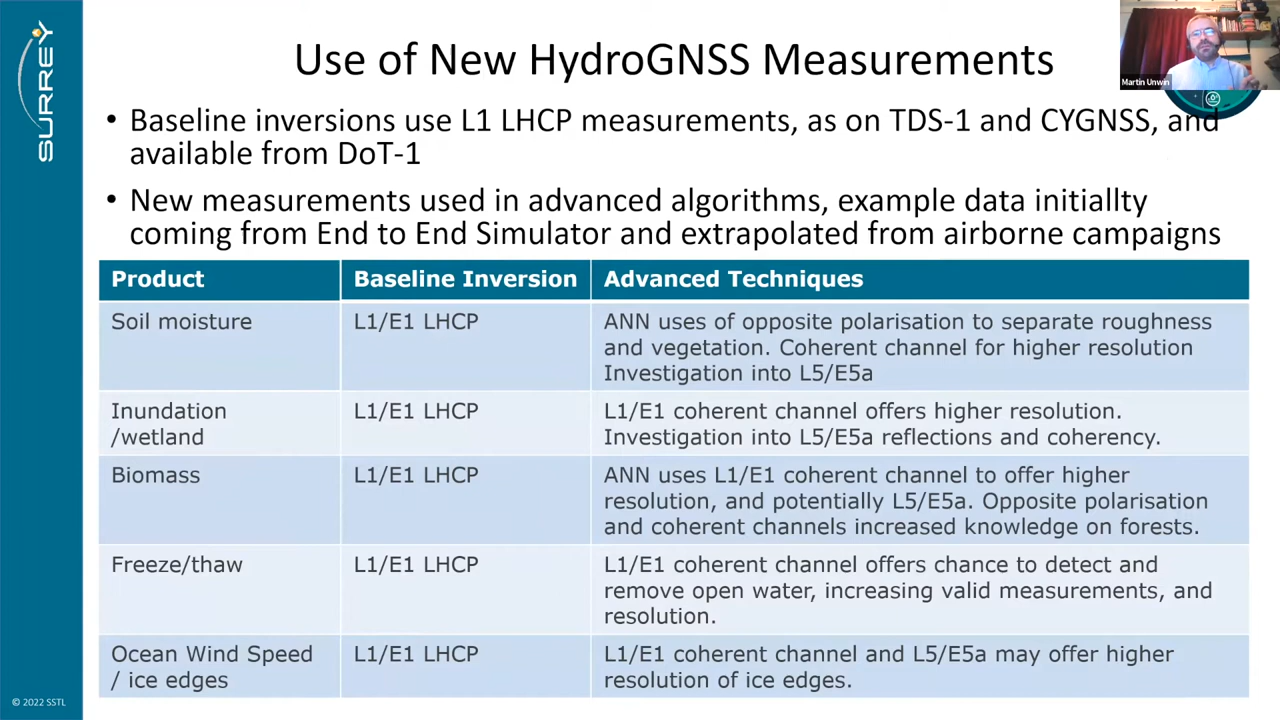 SURREY
Use of New HydroGNSS Measurements
Martin Unwin
• Baseline inversions use L1 LHCP measurements, as on TDS-1 and CYGNSS, and
available from DoT-1
• New measurements used in advanced algorithms, example data initiallty
coming from End to End Simulator and extrapolated from airborne campaigns
Product Baseline Inversion Advanced Techniques
Soil moisture L1/E1 LHCP ANN uses of opposite polarisation to separate roughness
and vegetation. Coherent channel for higher resolution
Investigation into L5/E5a
Inundation L1/E1 LHCP L1/E1 coherent channel offers higher resolution.
/wetland Investigation into L5/E5a reflections and coherency.
Biomass L1/E1 LHCP ANN uses L1/E1 coherent channel to offer higher
resolution, and potentially L5/E5a. Opposite polarisation
and coherent channels increased knowledge on forests.
Freeze/thaw L1/E1 LHCP L1/E1 coherent channel offers chance to detect and
remove open water, increasing valid measurements, and
resolution.
Ocean Wind Speed L1/E1 LHCP L1/E1 coherent channel and L5/E5a may offer higher
/ ice edges resolution of ice edges.
© 2022 SSTL